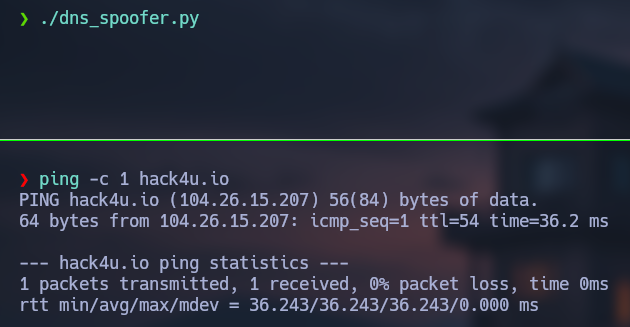 ❯ ./dns_spoofer.py
❯ ping -c 1 hack4u.io
PING hack4u.io (104.26.15.207) 56(84) bytes of data.
64 bytes from 104.26.15.207: icmp_seq=1 ttl=54 time=36.2 ms
--- hack4u.io ping statistics ---
1 packets transmitted, 1 received, 0% packet loss, time 0ms
rtt min/avg/max/mdev = 36.243/36.243/36.243/0.000 ms